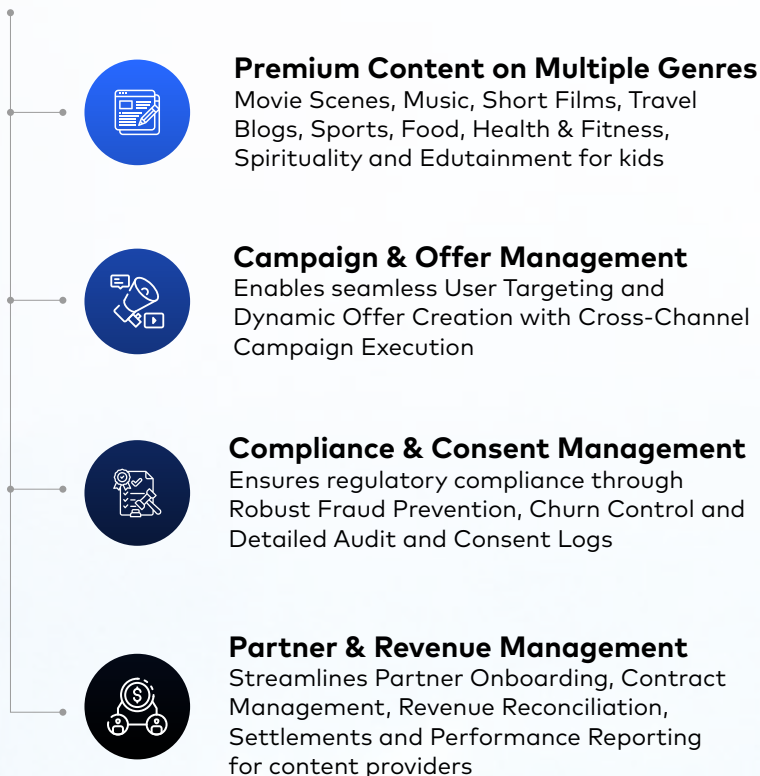 Premium Content on Multiple Genres
Movie Scenes, Music, Short Films, Travel
Blogs, Sports, Food, Health & Fitness,
Spirituality and Edutainment for kids
Campaign & Offer Management
Enables seamless User Targeting and
Dynamic Offer Creation with Cross-Channel
Campaign Execution
Compliance & Consent Management
Ensures regulatory compliance through
Robust Fraud Prevention, Churn Control and
Detailed Audit and Consent Logs
Partner & Revenue Management
Streamlines Partner Onboarding, Contract
Management, Revenue Reconciliation,
Settlements and Performance Reporting
for content providers